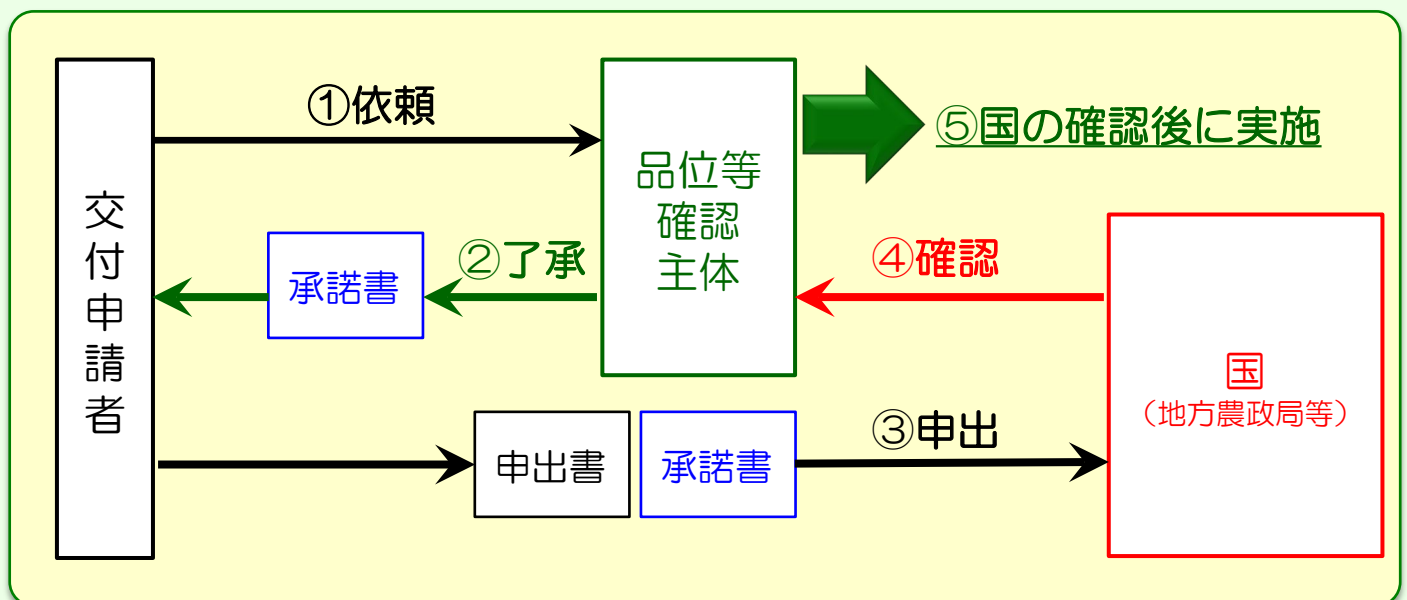 ①依頼
⑤国の確認後に実施
交付申請者
品位等
確認
主体
②了承
承諾書
④確認
国
（地方農政局等）
③申出
申出書
承諾書